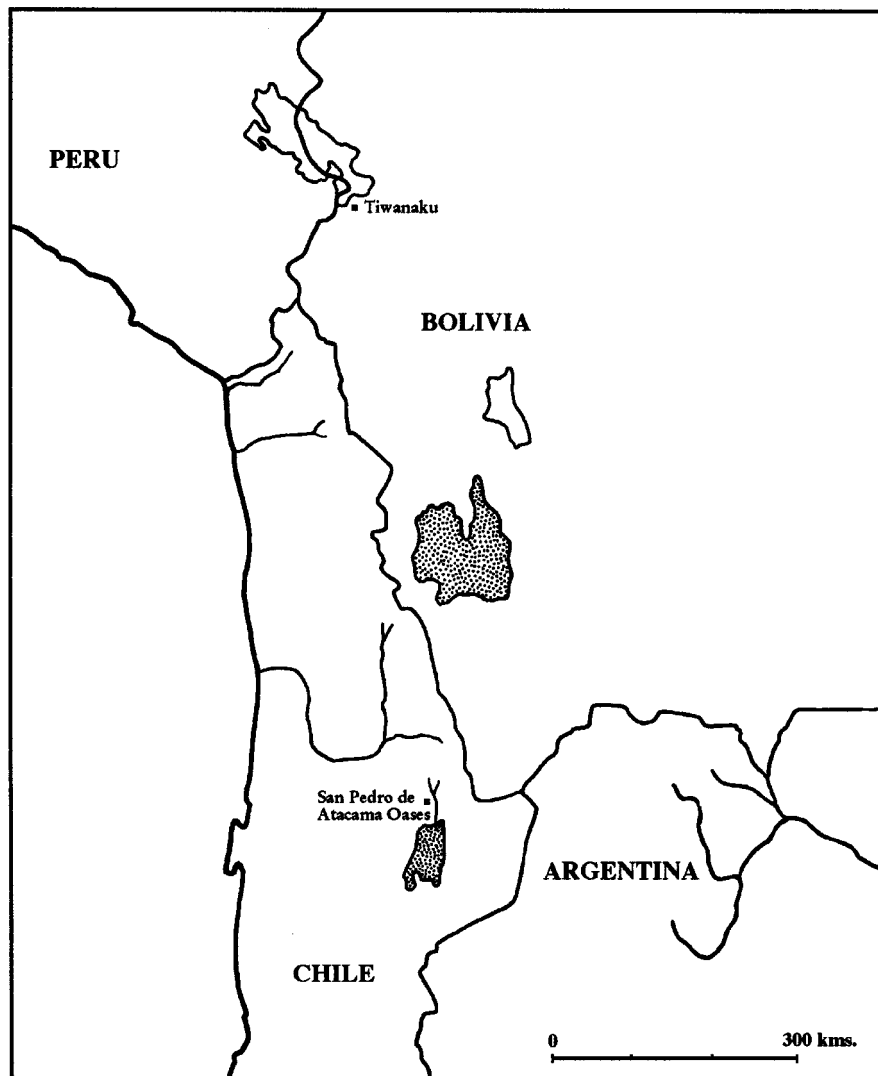 PERU
Tiwanaku
BOLIVIA
San Pedro de
Atacama Oases
ARGENTINA
CHILE
0 300 kms.